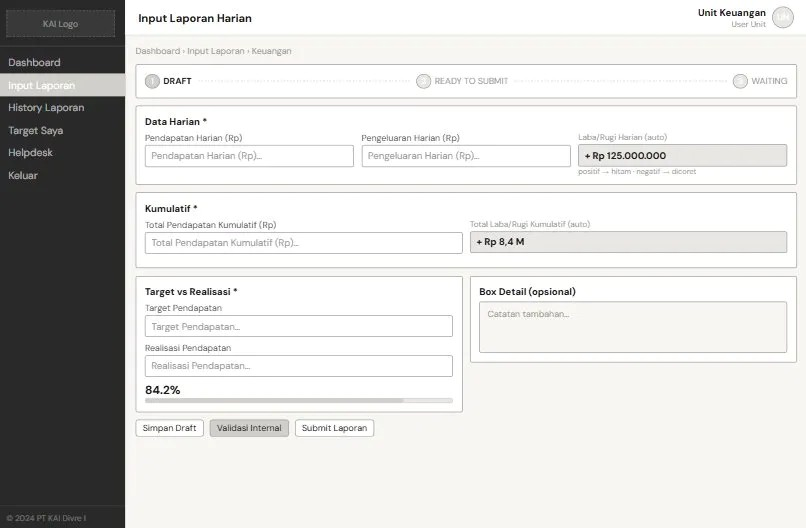 KAI Logo
Dashboard
Input Laporan
History Laporan
Target Saya
Helpdesk
Keluar
© 2024 PT KAI Divre I
Input Laporan Harian
Unit Keuangan
User Unit
Dashboard › Input Laporan › Keuangan
1 DRAFT
READY TO SUBMIT
WAITING
Data Harian *
Pendapatan Harian (Rp)
Pendapatan Harian (Rp)...
Pengeluaran Harian (Rp)
Pengeluaran Harian (Rp)...
Laba/Rugi Harian (auto)
+ Rp 125.000.000
positif → hitam · negatif → dicoret
Kumulatif *
Total Pendapatan Kumulatif (Rp)
Total Pendapatan Kumulatif (Rp)...
Total Laba/Rugi Kumulatif (auto)
+ Rp 8,4 M
Target vs Realisasi *
Target Pendapatan
Target Pendapatan...
Realisasi Pendapatan
Realisasi Pendapatan...
84.2%
Box Detail (opsional)
Catatan tambahan...
Simpan Draft
Validasi Internal
Submit Laporan